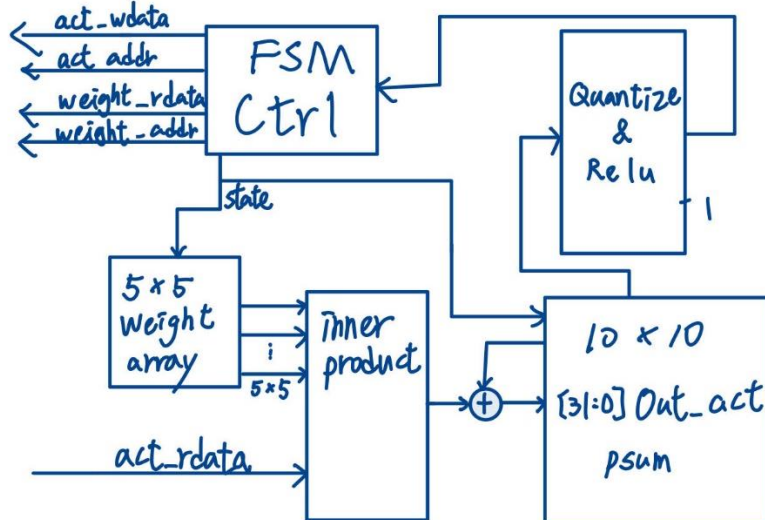 act_wdata
act_addr
weight_rdata
weight_addr
FSM
Ctrl
Quantize
&
Relu
1
state
5×5
weight
array
i
5×5
inner
product
act_rdata
+
10 × 10
[31:0] Out_act
psum